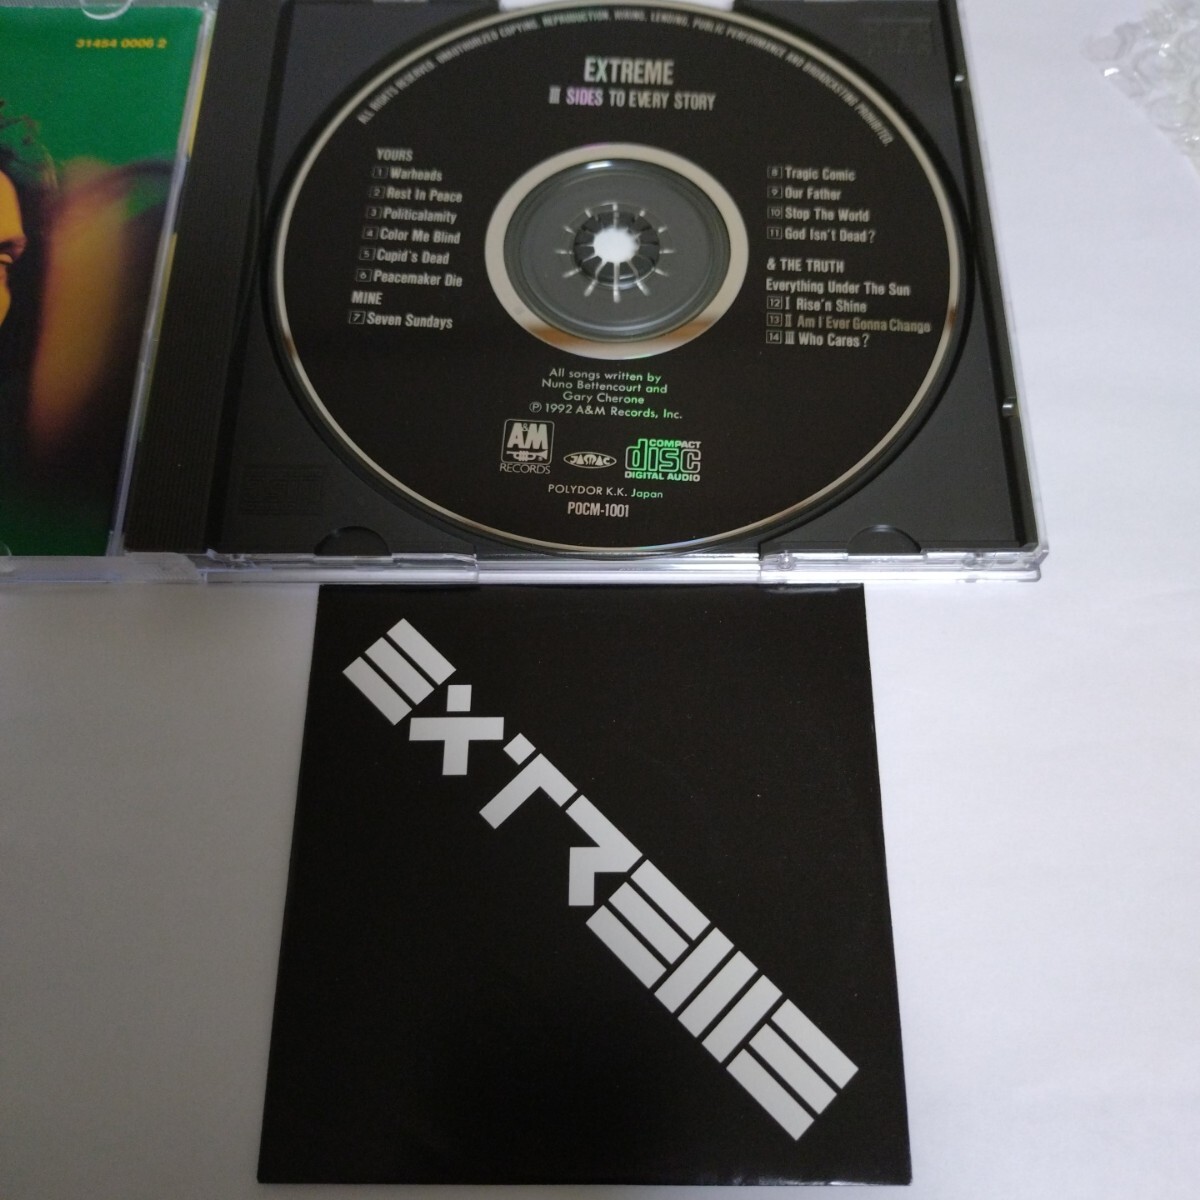 31454 0006 2
ALL RIGHTS RESERVED. UNAUTHORIZED COPYING, REPRODUCTION, HIRING, LENDING, PUBLIC PERFORMANCE AND BROADCASTING PROHIBITED.
EXTREME
III SIDES TO EVERY STORY
YOURS
1 Warheads
2 Rest In Peace
3 Politicalamity
4 Color Me Blind
5 Cupid's Dead
6 Peacemaker Die
MINE
7 Seven Sundays
8 Tragic Comic
9 Our Father
10 Stop The World
11 God Isn't Dead?
& THE TRUTH
Everything Under The Sun
12 I Rise'n Shine
13 II Am I Ever Gonna Change
14 III Who Cares?
All songs written by
Nuno Bettencourt and
Gary Cherone
℗ 1992 A&M Records, Inc.
A&M
RECORDS
JASRAC
COMPACT
disc
DIGITAL AUDIO
POLYDOR K.K. Japan
POCM-1001
EXTREME